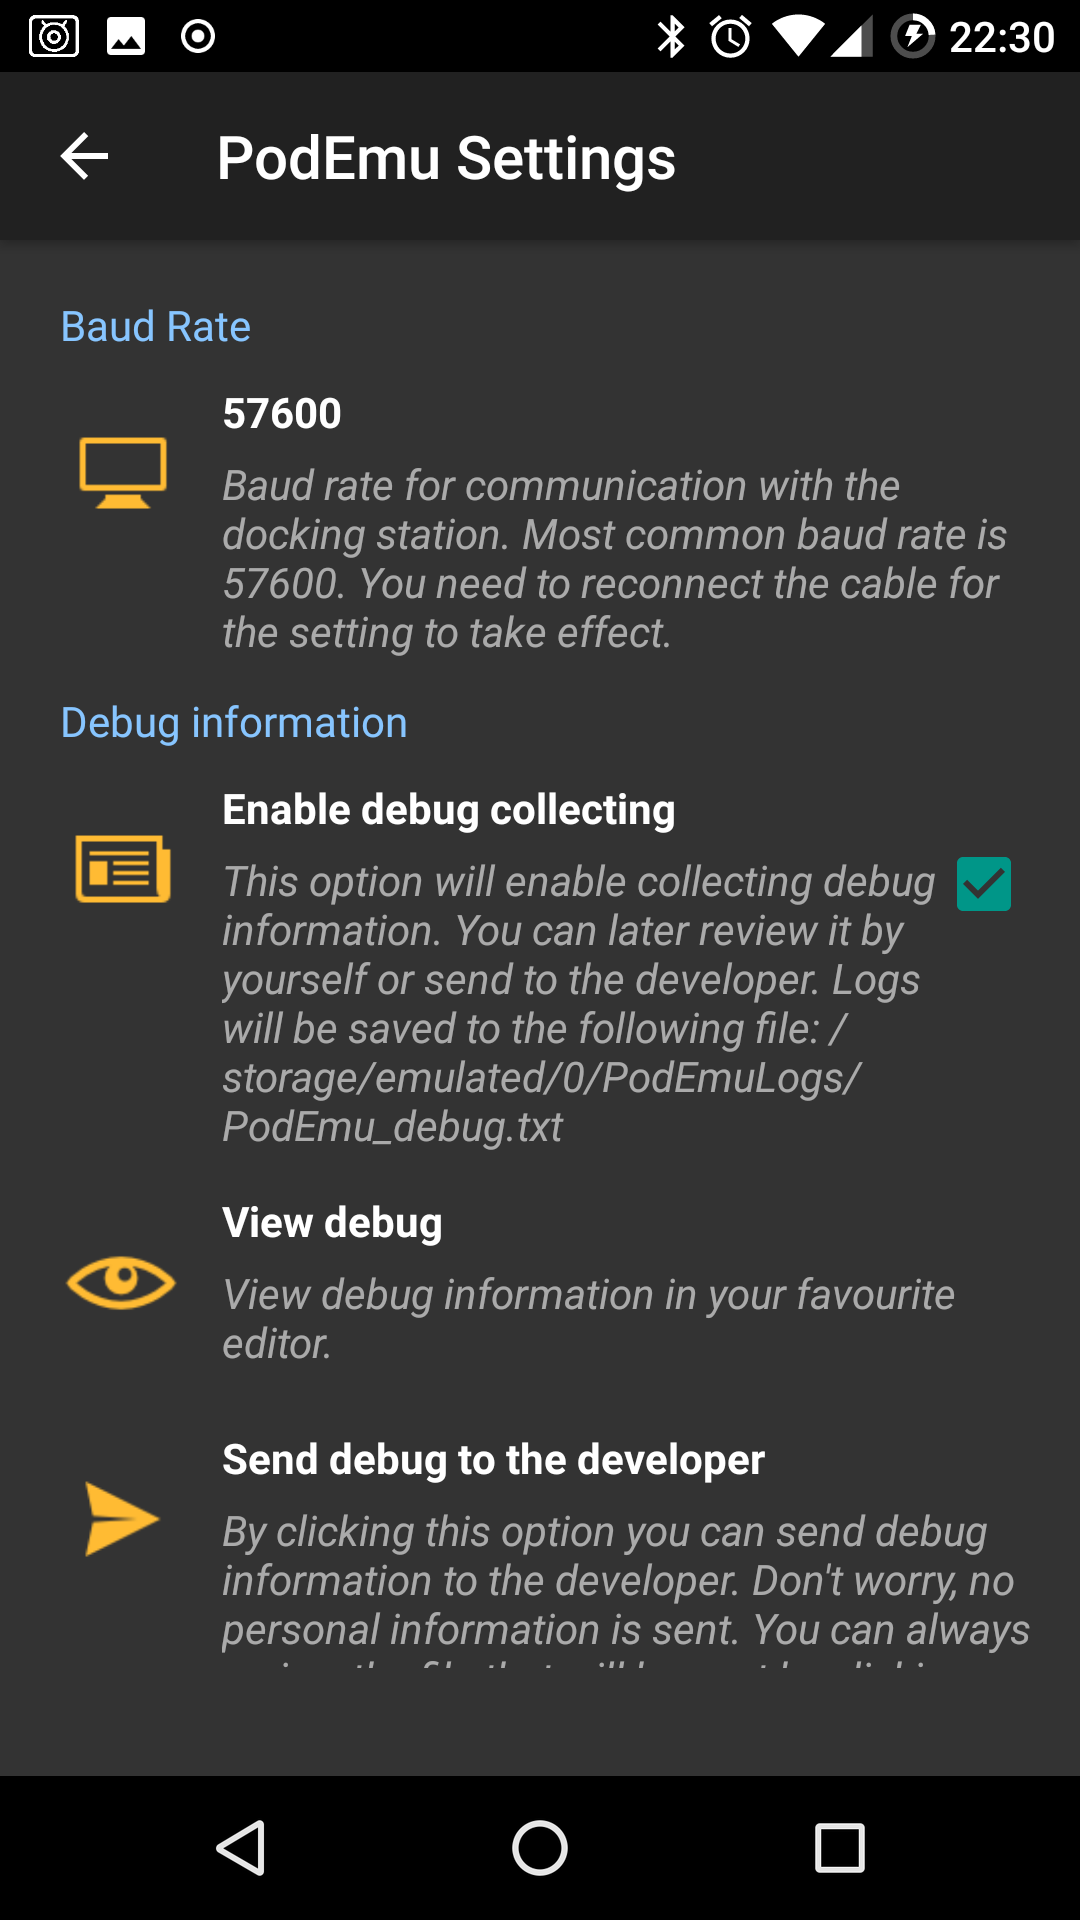 22:30
PodEmu Settings
Baud Rate
57600
Baud rate for communication with the
docking station. Most common baud rate is
57600. You need to reconnect the cable for
the setting to take effect.
Debug information
Enable debug collecting
This option will enable collecting debug
information. You can later review it by
yourself or send to the developer. Logs
will be saved to the following file: /
storage/emulated/0/PodEmuLogs/
PodEmu_debug.txt
View debug
View debug information in your favourite
editor.
Send debug to the developer
By clicking this option you can send debug
information to the developer. Don't worry, no
personal information is sent. You can always